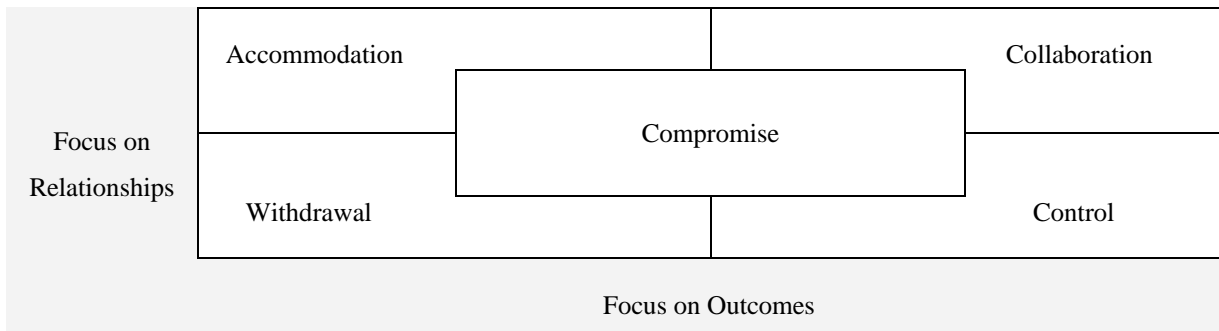 Accommodation
Collaboration
Compromise
Focus on
Relationships
Withdrawal
Control
Focus on Outcomes